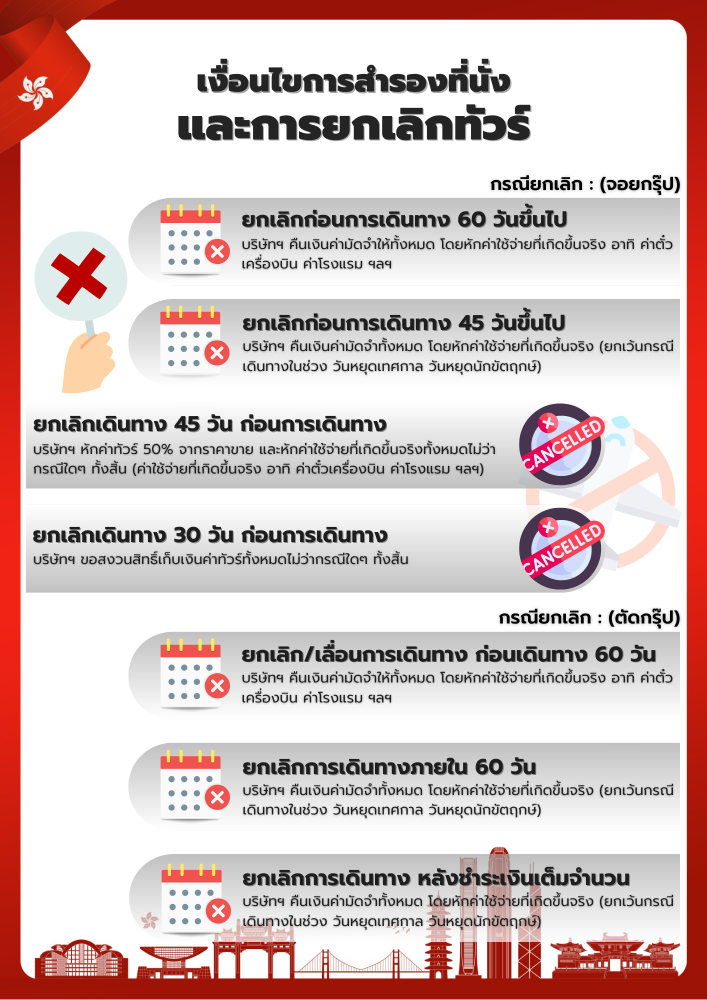 เงื่อนไขการสำรองที่นั่ง
และการยกเลิกทัวร์
กรณียกเลิก : (จอยกรุ๊ป)
ยกเลิกก่อนการเดินทาง 60 วันขึ้นไป
บริษัทฯ คืนเงินค่ามัดจำให้ทั้งหมด โดยหักค่าใช้จ่ายที่เกิดขึ้นจริง อาทิ ค่าตั๋ว
เครื่องบิน ค่าโรงแรม ฯลฯ
ยกเลิกก่อนการเดินทาง 45 วันขึ้นไป
บริษัทฯ คืนเงินค่ามัดจำทั้งหมด โดยหักค่าใช้จ่ายที่เกิดขึ้นจริง (ยกเว้นกรณี
เดินทางในช่วง วันหยุดเทศกาล วันหยุดนักขัตฤกษ์)
ยกเลิกเดินทาง 45 วัน ก่อนการเดินทาง
บริษัทฯ หักค่าทัวร์ 50% จากราคาขาย และหักค่าใช้จ่ายที่เกิดขึ้นจริงทั้งหมดไม่ว่า
กรณีใดๆ ทั้งสิ้น (ค่าใช้จ่ายที่เกิดขึ้นจริง อาทิ ค่าตั๋วเครื่องบิน ค่าโรงแรม ฯลฯ)
CANCELLED
ยกเลิกเดินทาง 30 วัน ก่อนการเดินทาง
บริษัทฯ ขอสงวนสิทธิ์เก็บเงินค่าทัวร์ทั้งหมดไม่ว่ากรณีใดๆ ทั้งสิ้น
CANCELLED
กรณียกเลิก : (ตัดกรุ๊ป)
ยกเลิก/เลื่อนการเดินทาง ก่อนเดินทาง 60 วัน
บริษัทฯ คืนเงินค่ามัดจำให้ทั้งหมด โดยหักค่าใช้จ่ายที่เกิดขึ้นจริง อาทิ ค่าตั๋ว
เครื่องบิน ค่าโรงแรม ฯลฯ
ยกเลิกการเดินทางภายใน 60 วัน
บริษัทฯ คืนเงินค่ามัดจำทั้งหมด โดยหักค่าใช้จ่ายที่เกิดขึ้นจริง (ยกเว้นกรณี
เดินทางในช่วง วันหยุดเทศกาล วันหยุดนักขัตฤกษ์)
ยกเลิกการเดินทาง หลังชำระเงินเต็มจำนวน
บริษัทฯ คืนเงินค่ามัดจำทั้งหมด โดยหักค่าใช้จ่ายที่เกิดขึ้นจริง (ยกเว้นกรณี
เดินทางในช่วง วันหยุดเทศกาล วันหยุดนักขัตฤกษ์)